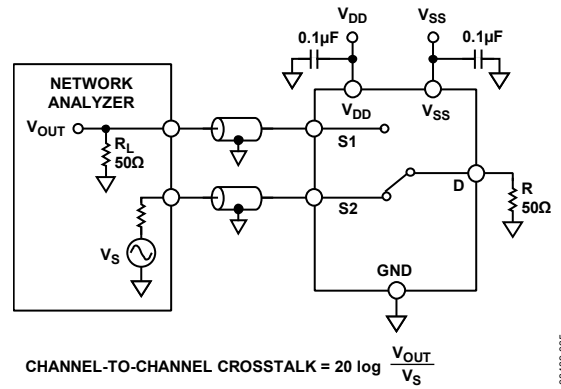 VDD
VSS
0.1µF
0.1µF
NETWORK
ANALYZER
VDD
VSS
VOUT
RL
50Ω
S1
S2
D
R
50Ω
VS
GND
CHANNEL-TO-CHANNEL CROSSTALK = 20 log VOUT
VS